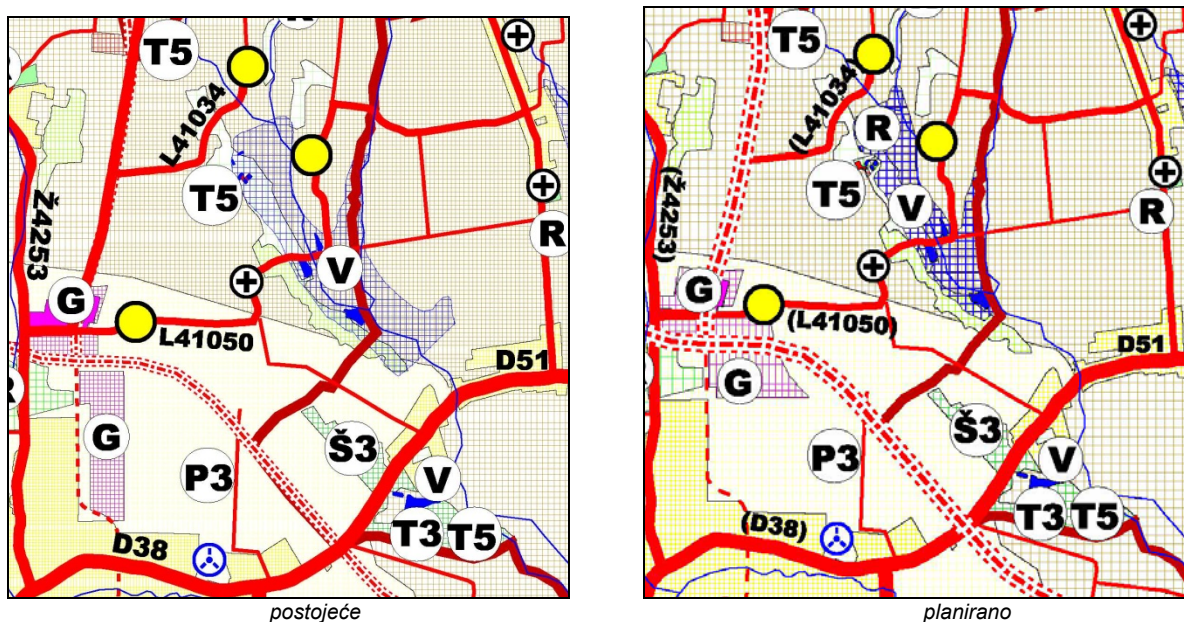 T5
R
L41034
T5
Ž4253
R
V
G
L41050
D51
R
G
P3
Š3
V
T3
T5
D38
postojeće
T5
(L41034)
R
T5
V
R
(Ž4253)
G
(L41050)
D51
G
Š3
P3
V
T3
T5
(D38)
planirano